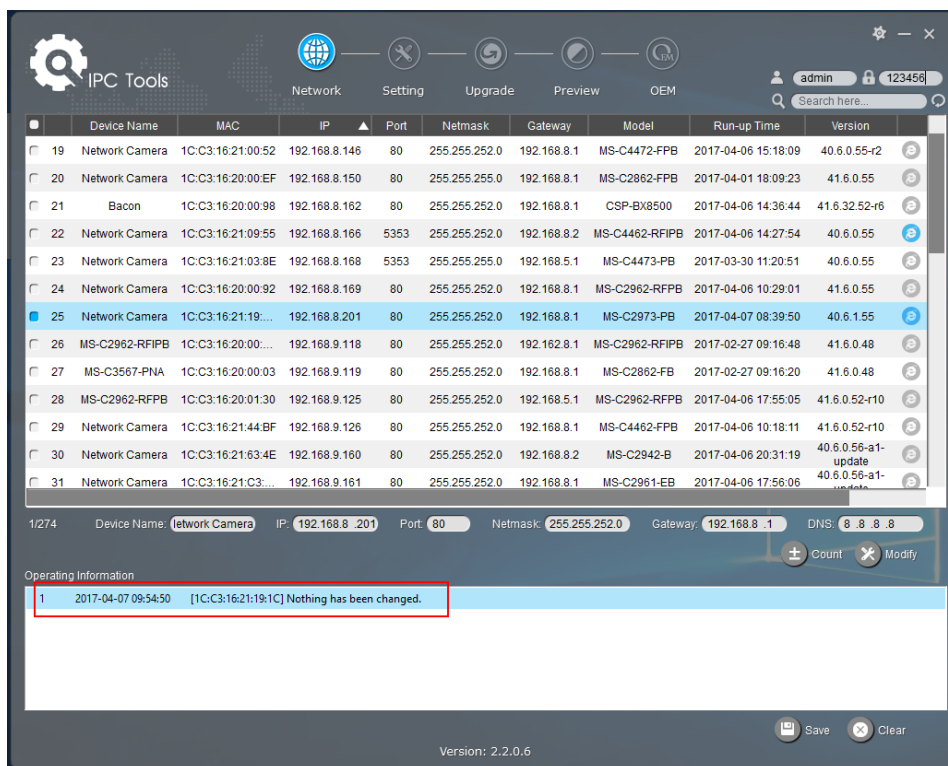 IPC Tools
Network Setting Upgrade Preview OEM
admin 123456
Search here...
Device Name MAC IP Port Netmask Gateway Model Run-up Time Version
19 Network Camera 1C:C3:16:21:00:52 192.168.8.146 80 255.255.252.0 192.168.8.1 MS-C4472-FPB 2017-04-06 15:18:09 40.6.0.55-r2
20 Network Camera 1C:C3:16:20:00:EF 192.168.8.150 80 255.255.255.0 192.168.8.1 MS-C2862-FPB 2017-04-01 18:09:23 41.6.0.55
21 Bacon 1C:C3:16:20:00:98 192.168.8.162 80 255.255.252.0 192.168.8.1 CSP-BX8500 2017-04-06 14:36:44 41.6.32.52-r6
22 Network Camera 1C:C3:16:21:09:55 192.168.8.166 5353 255.255.252.0 192.168.8.2 MS-C4462-RFIPB 2017-04-06 14:27:54 40.6.0.55
23 Network Camera 1C:C3:16:21:03:8E 192.168.8.168 5353 255.255.255.0 192.168.5.1 MS-C4473-PB 2017-03-30 11:20:51 40.6.0.55
24 Network Camera 1C:C3:16:20:00:92 192.168.8.169 80 255.255.252.0 192.168.8.1 MS-C2962-RFPB 2017-04-06 10:29:01 41.6.0.55
25 Network Camera 1C:C3:16:21:19:... 192.168.8.201 80 255.255.252.0 192.168.8.1 MS-C2973-PB 2017-04-07 08:39:50 40.6.1.55
26 MS-C2962-RFIPB 1C:C3:16:20:00:... 192.168.9.118 80 255.255.252.0 192.162.8.1 MS-C2962-RFIPB 2017-02-27 09:16:48 41.6.0.48
27 MS-C3567-PNA 1C:C3:16:20:00:03 192.168.9.119 80 255.255.252.0 192.168.8.1 MS-C2862-FB 2017-02-27 09:16:20 41.6.0.48
28 MS-C2962-RFPB 1C:C3:16:20:01:30 192.168.9.125 80 255.255.252.0 192.168.5.1 MS-C2962-RFPB 2017-04-06 17:55:05 41.6.0.52-r10
29 Network Camera 1C:C3:16:21:44:BF 192.168.9.126 80 255.255.252.0 192.168.8.1 MS-C4462-FPB 2017-04-06 10:18:11 41.6.0.52-r10
30 Network Camera 1C:C3:16:21:63:4E 192.168.9.160 80 255.255.252.0 192.168.8.2 MS-C2942-B 2017-04-06 20:31:19 40.6.0.56-a1-
update
31 Network Camera 1C:C3:16:21:C3:... 192.168.9.161 80 255.255.252.0 192.168.8.1 MS-C2961-EB 2017-04-06 17:56:06 40.6.0.56-a1-
update
1/274 Device Name: letwork Camera IP: 192.168.8 .201 Port: 80 Netmask: 255.255.252.0 Gateway: 192.168.8 .1 DNS: 8 .8 .8 .8
Count Modify
Operating Information
1 2017-04-07 09:54:50 [1C:C3:16:21:19:1C] Nothing has been changed.
Save Clear
Version: 2.2.0.6